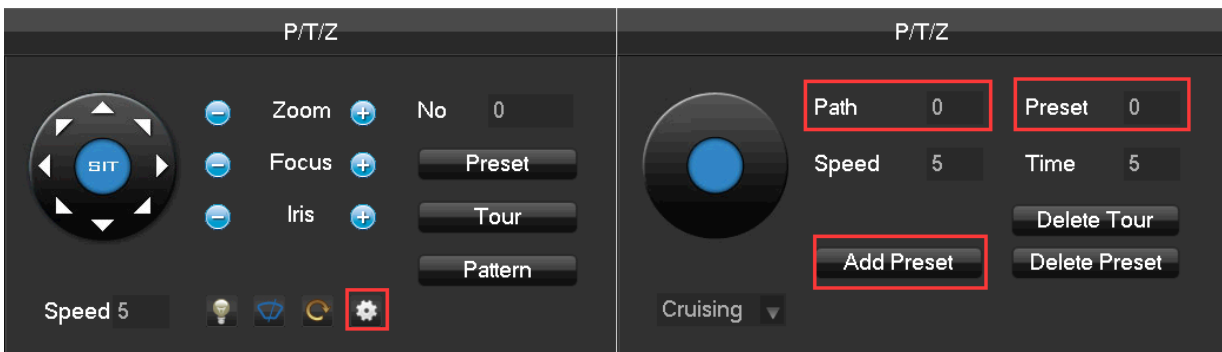 P/T/Z
Zoom No 0
SIT Focus Preset
Iris Tour
Pattern
Speed 5
P/T/Z
Path 0 Preset 0
Speed 5 Time 5
Delete Tour
Add Preset Delete Preset
Cruising